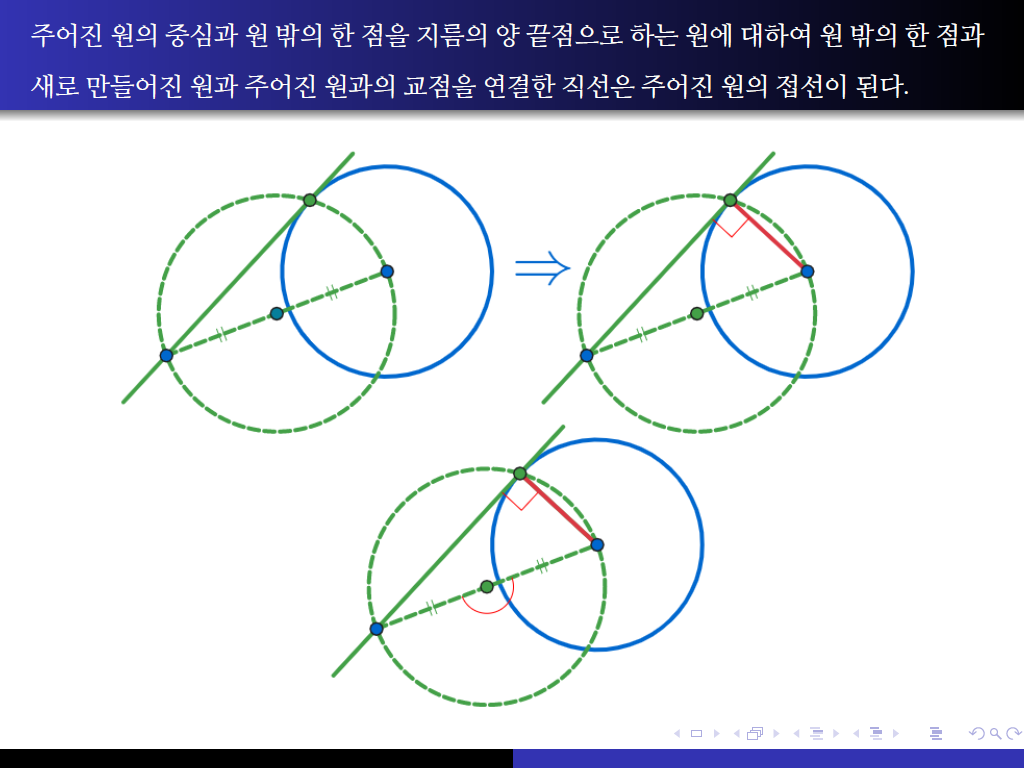 주어진 원의 중심과 원 밖의 한 점을 지름의 양 끝점으로 하는 원에 대하여 원 밖의 한 점과
새로 만들어진 원과 주어진 원과의 교점을 연결한 직선은 주어진 원의 접선이 된다.